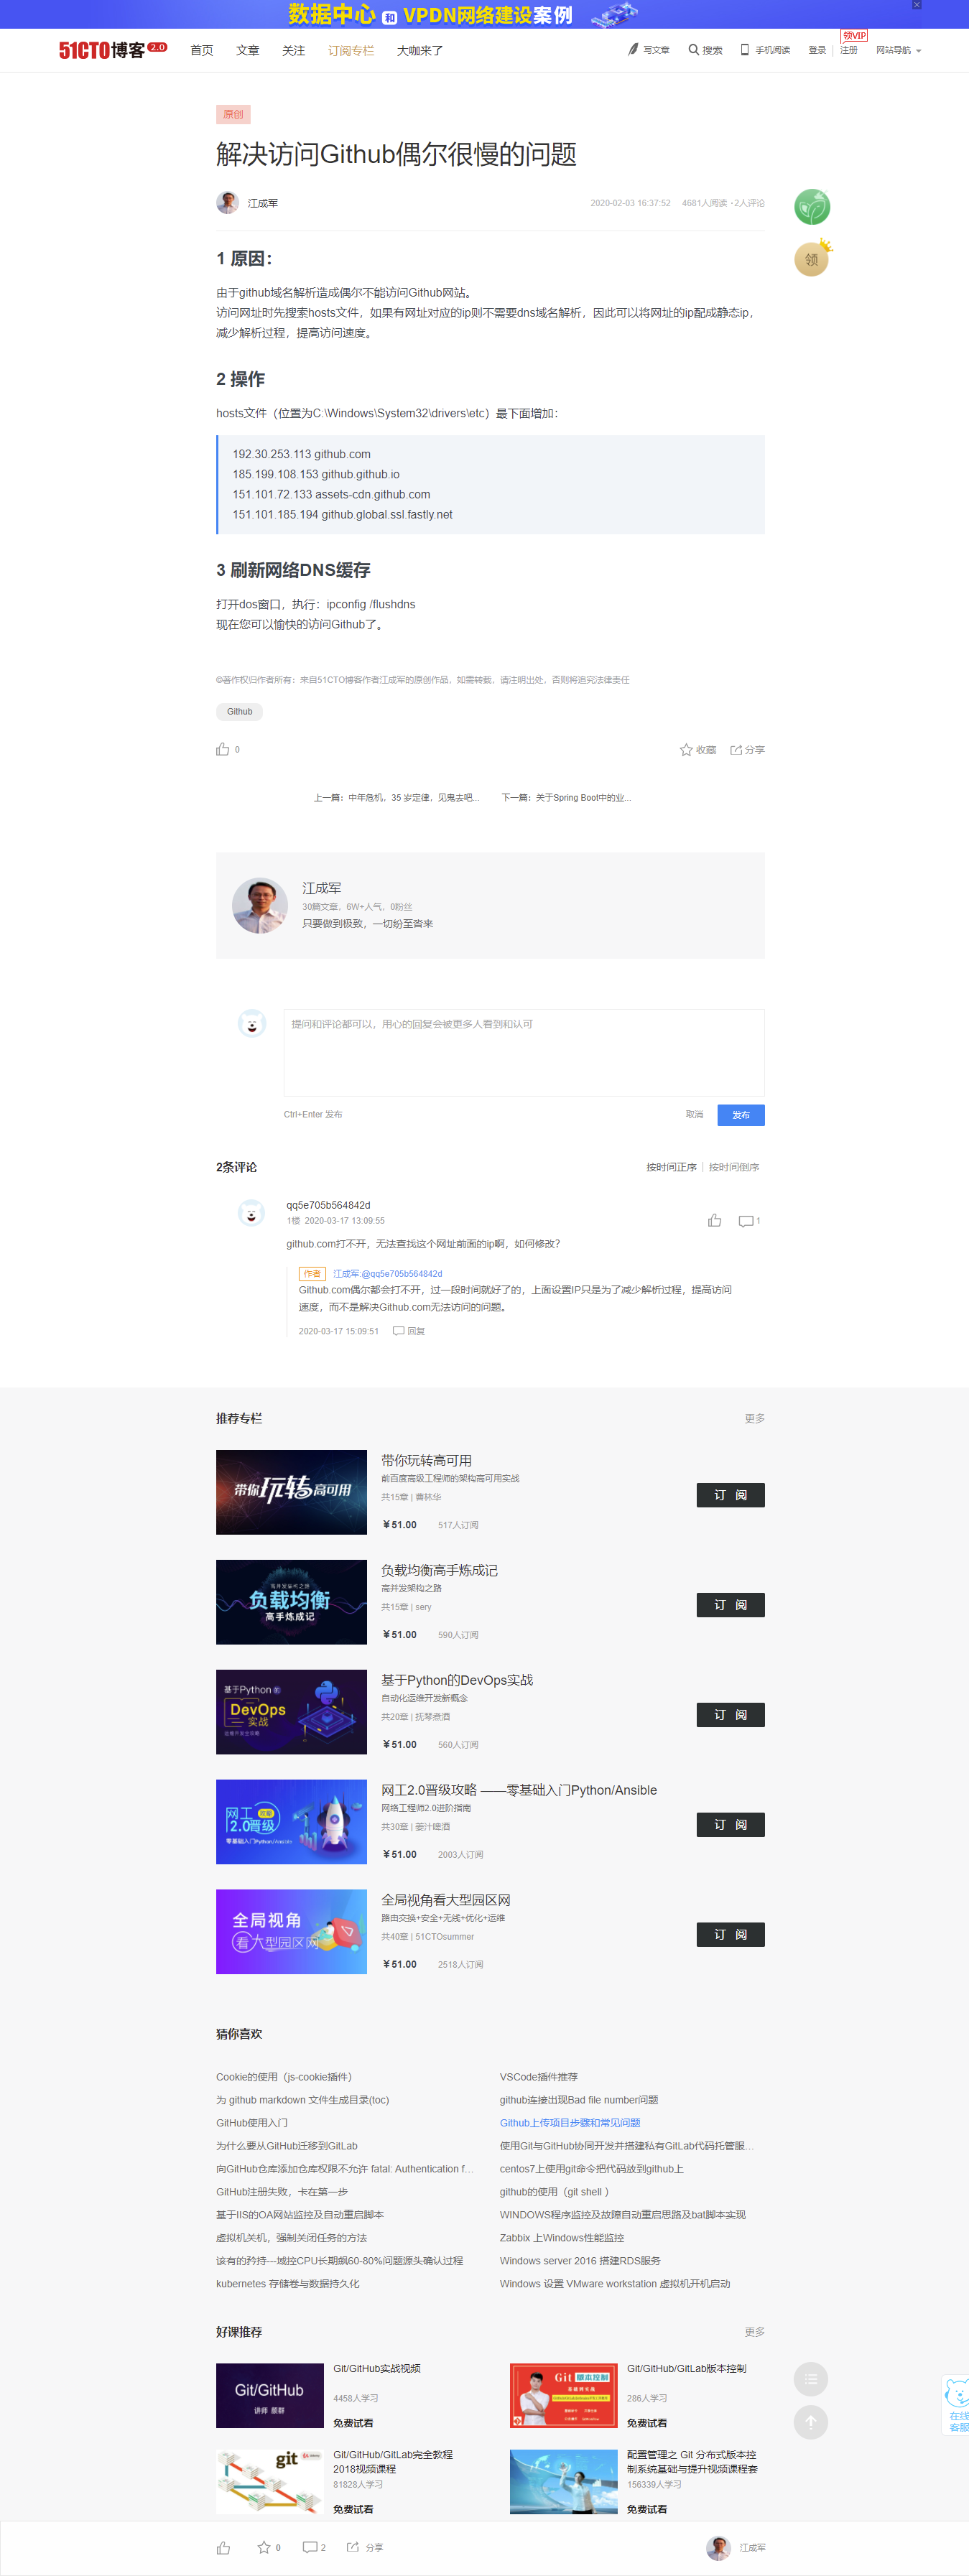 数据中心 和 VPDN网络建设案例
51CTO博客 2.0 首页 文章 关注 订阅专栏 大咖来了 写文章 搜索 手机阅读 登录 注册 领VIP 网站导航
原创
解决访问Github偶尔很慢的问题
江成军 2020-02-03 16:37:52 4681人阅读 ·2人评论
领
1 原因：
由于github域名解析造成偶尔不能访问Github网站。
访问网址时先搜索hosts文件，如果有网址对应的ip则不需要dns域名解析，因此可以将网址的ip配成静态ip，
减少解析过程，提高访问速度。
2 操作
hosts文件（位置为C:\Windows\System32\drivers\etc）最下面增加：
192.30.253.113 github.com
185.199.108.153 github.github.io
151.101.72.133 assets-cdn.github.com
151.101.185.194 github.global.ssl.fastly.net
3 刷新网络DNS缓存
打开dos窗口，执行：ipconfig /flushdns
现在您可以愉快的访问Github了。
©著作权归作者所有：来自51CTO博客作者江成军的原创作品，如需转载，请注明出处，否则将追究法律责任
Github
0 收藏 分享
上一篇：中年危机，35 岁定律，见鬼去吧... 下一篇：关于Spring Boot中的业...
江成军
30篇文章，6W+人气，0粉丝
只要做到极致，一切纷至沓来
提问和评论都可以，用心的回复会被更多人看到和认可
Ctrl+Enter 发布 取消 发布
2条评论 按时间正序 | 按时间倒序
qq5e705b564842d
1楼 2020-03-17 13:09:55 1
github.com打不开，无法查找这个网址前面的ip啊，如何修改？
作者 江成军:@qq5e705b564842d
Github.com偶尔都会打不开，过一段时间就好了的，上面设置IP只是为了减少解析过程，提高访问
速度，而不是解决Github.com无法访问的问题。
2020-03-17 15:09:51 回复
推荐专栏 更多
带你玩转高可用
带你玩转高可用
前百度高级工程师的架构高可用实战
共15章 | 曹林华
￥51.00 517人订阅
订 阅
高并发架构之路
负载均衡
高手炼成记
负载均衡高手炼成记
高并发架构之路
共15章 | sery
￥51.00 590人订阅
订 阅
基于Python的
DevOps
实战
基于Python的DevOps实战
自动化运维开发新概念
共20章 | 抚琴煮酒
￥51.00 560人订阅
订 阅
网工
2.0晋级
攻略
零基础入门Python/Ansible
网工2.0晋级攻略 ——零基础入门Python/Ansible
网络工程师2.0进阶指南
共30章 | 姜汁啤酒
￥51.00 2003人订阅
订 阅
全局视角
看大型园区网
全局视角看大型园区网
路由交换+安全+无线+优化+运维
共40章 | 51CTOsummer
￥51.00 2518人订阅
订 阅
猜你喜欢
Cookie的使用（js-cookie插件） VSCode插件推荐
为 github markdown 文件生成目录(toc) github连接出现Bad file number问题
GitHub使用入门 Github上传项目步骤和常见问题
为什么要从GitHub迁移到GitLab 使用Git与GitHub协同开发并搭建私有GitLab代码托管服...
向GitHub仓库添加仓库权限不允许 fatal: Authentication f... centos7上使用git命令把代码放到github上
GitHub注册失败，卡在第一步 github的使用（git shell ）
基于IIS的OA网站监控及自动重启脚本 WINDOWS程序监控及故障自动重启思路及bat脚本实现
虚拟机关机，强制关闭任务的方法 Zabbix 上Windows性能监控
该有的矜持---域控CPU长期飙60-80%问题源头确认过程 Windows server 2016 搭建RDS服务
kubernetes 存储卷与数据持久化 Windows 设置 VMware workstation 虚拟机开机启动
好课推荐 更多
Git/GitHub
讲师 顾群
Git/GitHub实战视频
4458人学习
免费试看
Git 版本控制
Git/GitHub/GitLab版本控制
286人学习
免费试看
git
Git/GitHub/GitLab完全教程
2018视频课程
81828人学习
免费试看
配置管理之 Git 分布式版本控
制系统基础与提升视频课程套
156339人学习
免费试看
在线
客服
0 2 分享 江成军